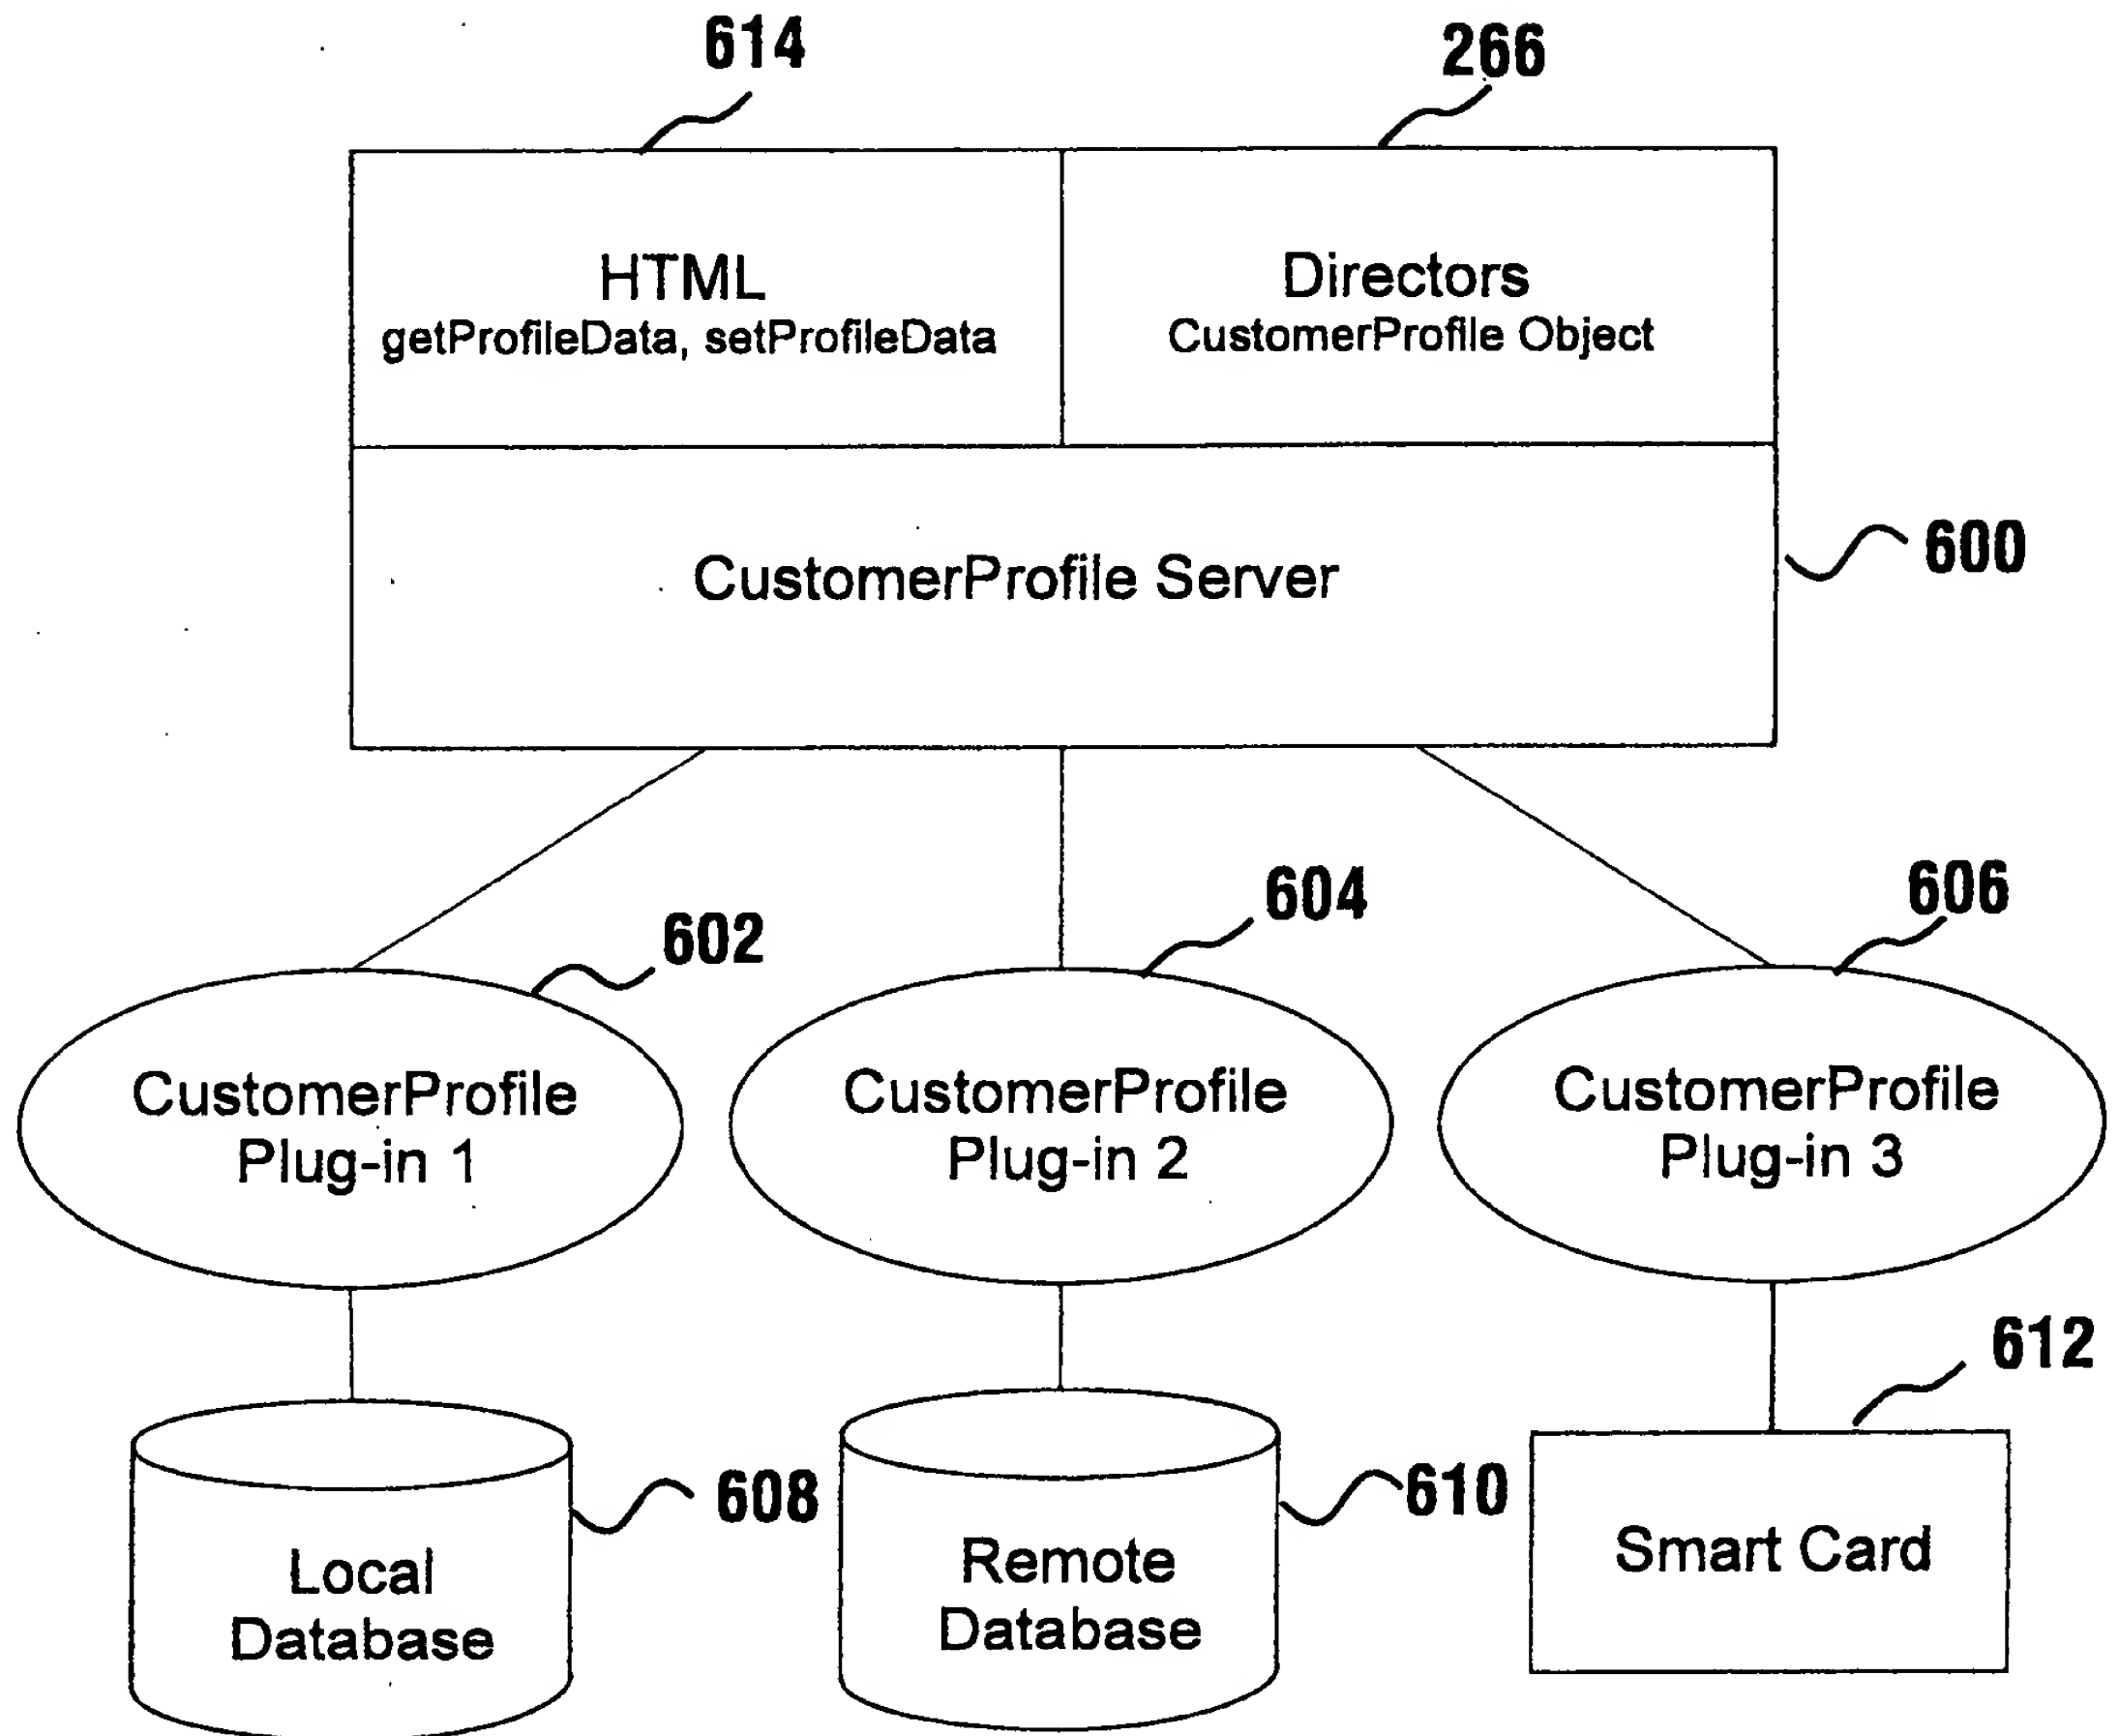 614
266
HTML
getProfileData, setProfileData
Directors
CustomerProfile Object
CustomerProfile Server
600
602
604
606
CustomerProfile
Plug-in 1
CustomerProfile
Plug-in 2
CustomerProfile
Plug-in 3
612
608
610
Local
Database
Remote
Database
Smart Card